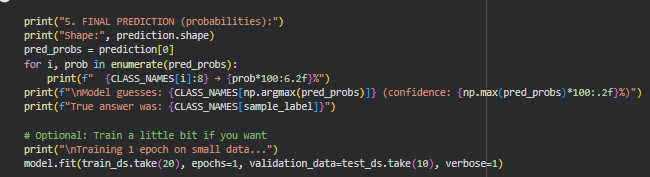 print("5. FINAL PREDICTION (probabilities):")
print("Shape:", prediction.shape)
pred_probs = prediction[0]
for i, prob in enumerate(pred_probs):
    print(f"  {CLASS_NAMES[i]:8} → {prob*100:6.2f}%")
print(f"\nModel guesses: {CLASS_NAMES[np.argmax(pred_probs)]} (confidence: {np.max(pred_probs)*100:.2f}%)")
print(f"True answer was: {CLASS_NAMES[sample_label]}")

# Optional: Train a little bit if you want
print("\nTraining 1 epoch on small data...")
model.fit(train_ds.take(20), epochs=1, validation_data=test_ds.take(10), verbose=1)